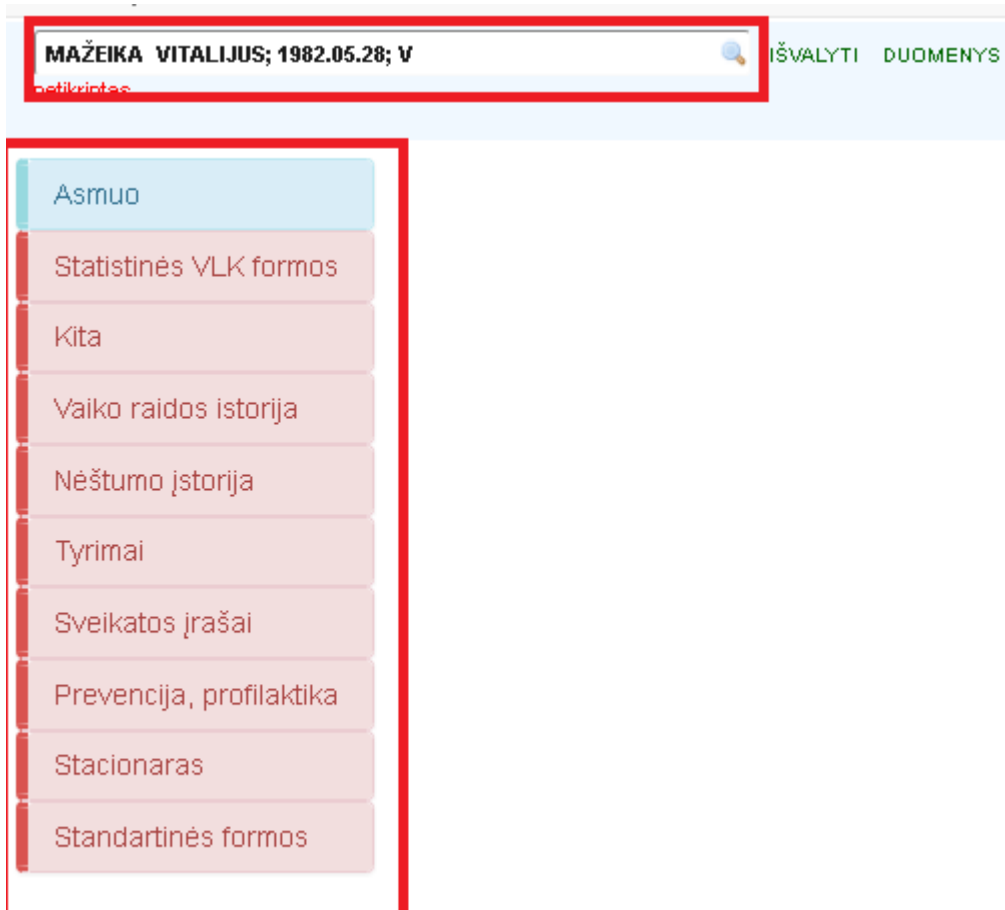 MAŽEIKA VITALIJUS; 1982.05.28; V IŠVALYTI DUOMENYS
Asmuo
Statistinės VLK formos
Kita
Vaiko raidos istorija
Nėštumo įstorija
Tyrimai
Sveikatos įrašai
Prevencija, profilaktika
Stacionaras
Standartinės formos